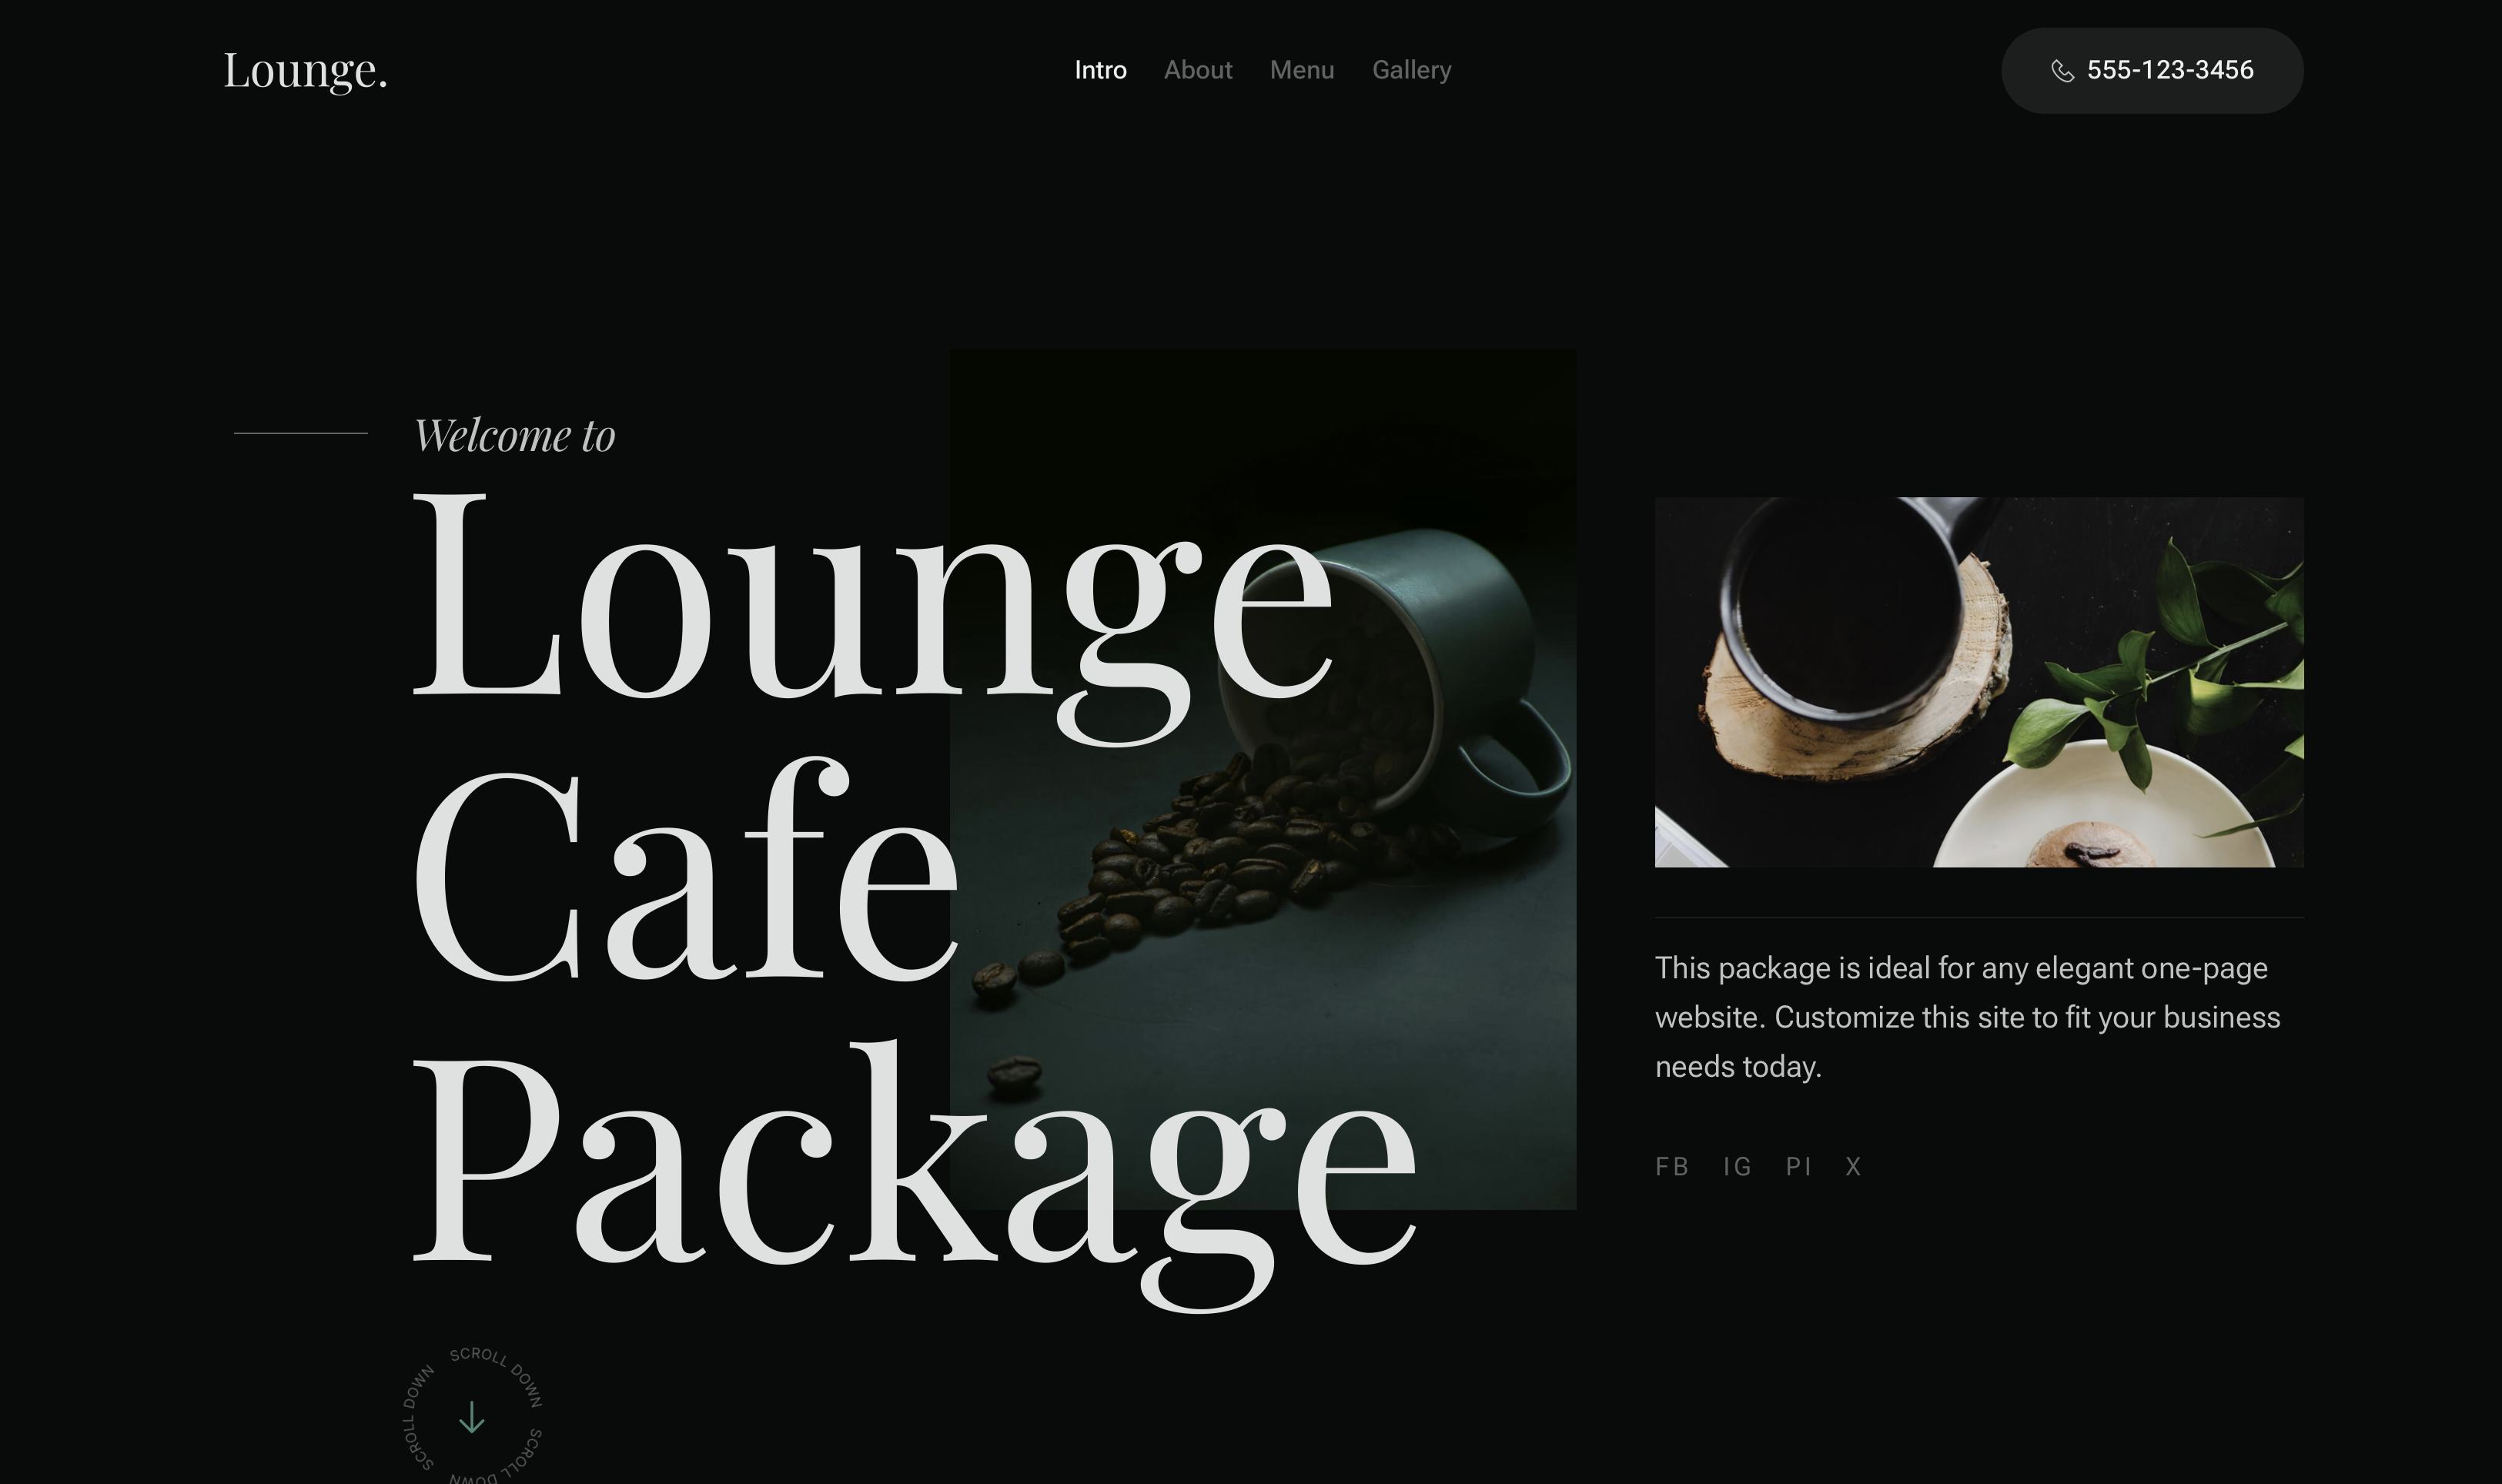 Lounge.
Intro About Menu Gallery
555-123-3456
Welcome to
Lounge
Cafe
Package
This package is ideal for any elegant one-page
website. Customize this site to fit your business
needs today.
FB IG PI X
SCROLL DOWN SCROLL DOWN SCROLL DOWN SCROLL DOWN